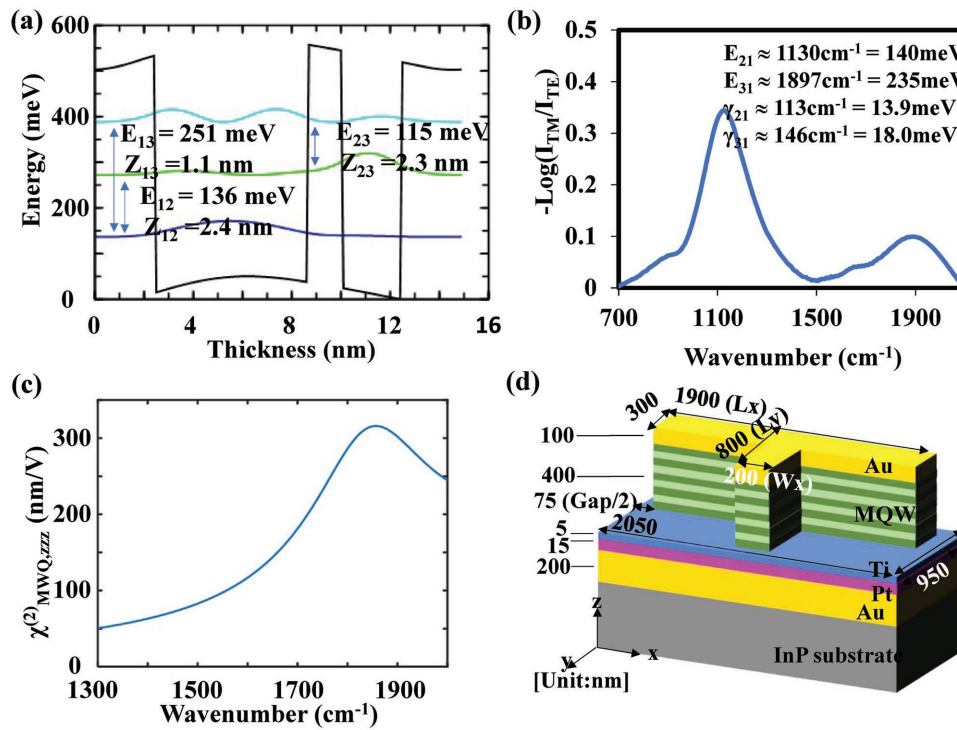 (a)
600
400
200
0
Energy (meV)
E13 = 251 meV
Z13 =1.1 nm
E12 = 136 meV
Z12 =2.4 nm
E23 = 115 meV
Z23 =2.3 nm
0 4 8 12 16
Thickness (nm)
(b)
0.5
0.4
0.3
0.2
0.1
0
-Log(ITM/ITE)
E21 ≈ 1130cm-1 = 140meV
E31 ≈ 1897cm-1 = 235meV
γ21 ≈ 113cm-1 = 13.9meV
γ31 ≈ 146cm-1 = 18.0meV
700 1100 1500 1900
Wavenumber (cm-1)
(c)
300
200
100
0
χ(2)MWQ,zzz (nm/V)
1300 1500 1700 1900
Wavenumber (cm-1)
(d)
300
1900 (Lx)
800 (Ly)
200 (Wx)
100
400
75 (Gap/2)
5
15
200
2050
950
Au
MQW
Ti
Pt
Au
InP substrate
z
x
y
[Unit:nm]